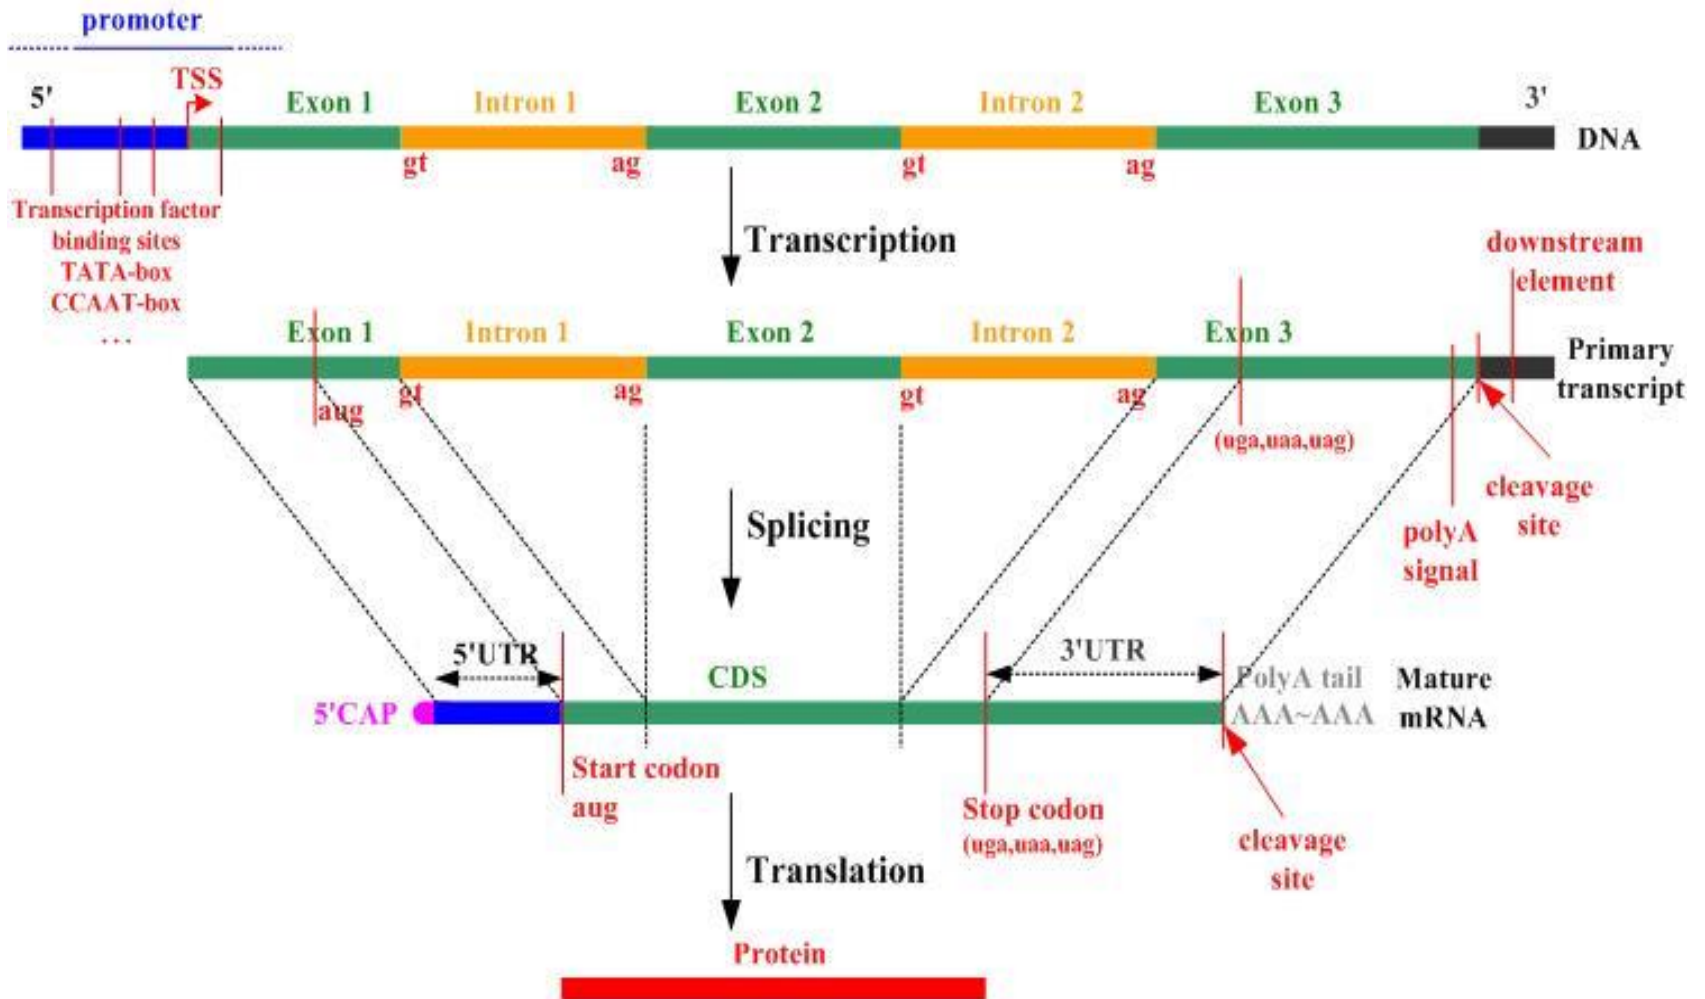 promoter
5'
TSS
Exon 1
Intron 1
Exon 2
Intron 2
Exon 3
3'
DNA
gt
ag
gt
ag
Transcription factor
binding sites
TATA-box
CCAAT-box
...
Transcription
downstream
element
Exon 1
Intron 1
Exon 2
Intron 2
Exon 3
Primary
transcript
aug
gt
ag
gt
ag
(uga,uaa,uag)
cleavage
site
polyA
signal
Splicing
5'UTR
CDS
3'UTR
PolyA tail
AAA~AAA
Mature
mRNA
5'CAP
Start codon
aug
Stop codon
(uga,uaa,uag)
cleavage
site
Translation
Protein